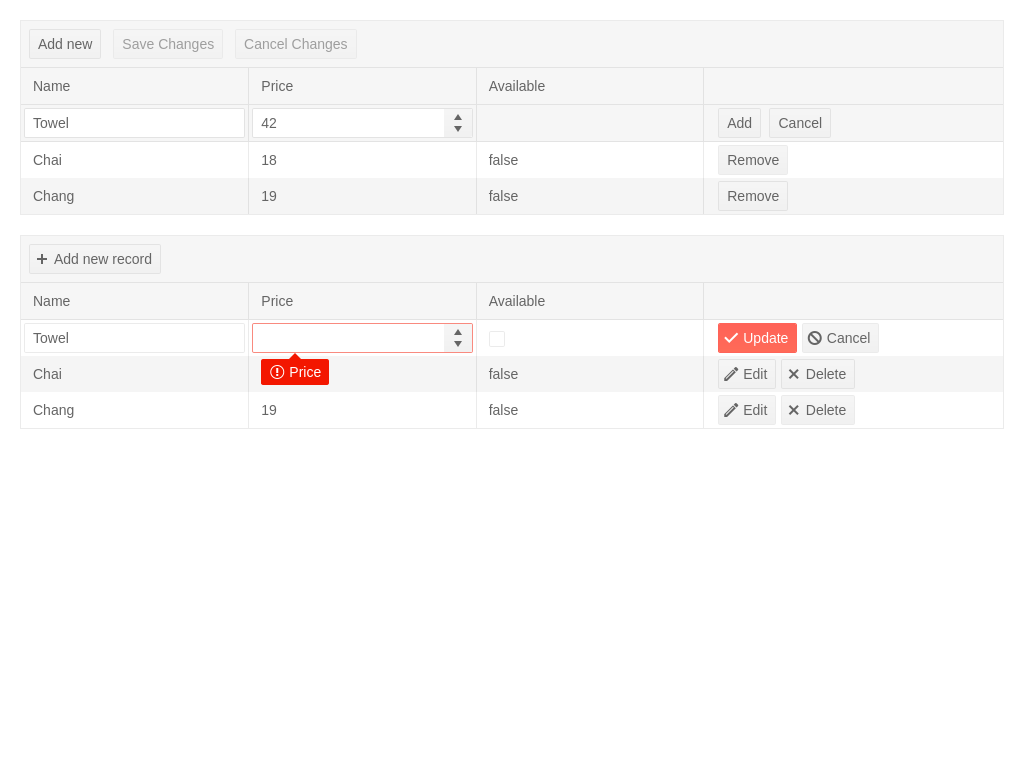 Add new Save Changes Cancel Changes
Name Price Available
Towel 42 Add Cancel
Chai 18 false Remove
Chang 19 false Remove
Add new record
Name Price Available
Towel Update Cancel
Chai Price false Edit Delete
Chang 19 false Edit Delete